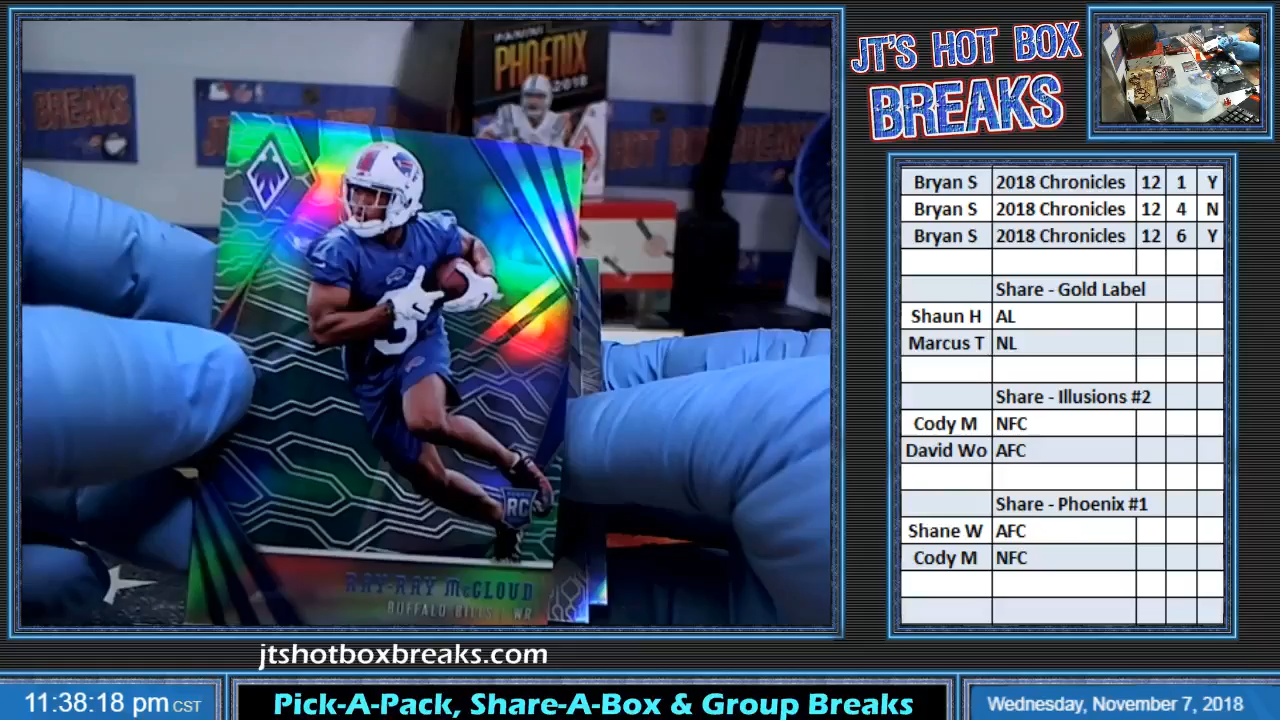 PANINI
PHOENIX
2018
BREAKS
HOT BREAKS
RC
RAY-RAY McCLOUD
BUFFALO BILLS WR
JT'S HOT BOX
BREAKS
Bryan S 2018 Chronicles 12 1 Y
Bryan S 2018 Chronicles 12 4 N
Bryan S 2018 Chronicles 12 6 Y
Share - Gold Label
Shaun H AL
Marcus T NL
Share - Illusions #2
Cody M NFC
David Wo AFC
Share - Phoenix #1
Shane W AFC
Cody M NFC
jtshotboxbreaks.com
11:38:18 pm CST
Pick-A-Pack, Share-A-Box & Group Breaks
Wednesday, November 7, 2018